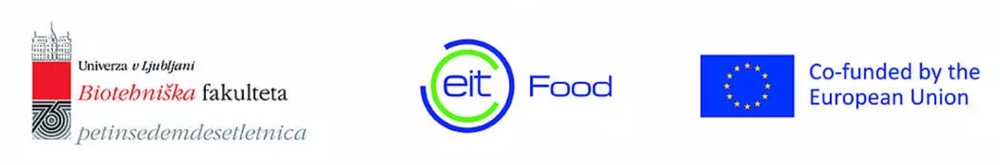 Univerza v Ljubljani
Biotehniška fakulteta
75
petinsedemdesetletnica
eit Food
Co-funded by the
European Union